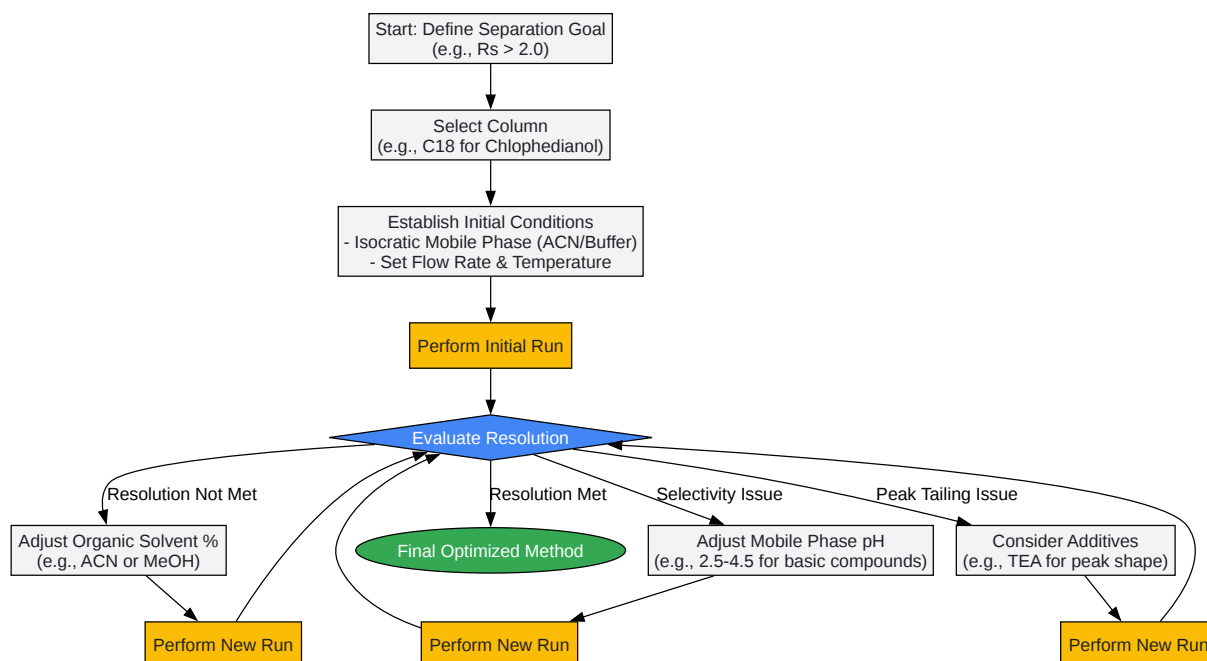 Start: Define Separation Goal
(e.g., Rs > 2.0)
Select Column
(e.g., C18 for Chlophedianol)
Establish Initial Conditions
- Isocratic Mobile Phase (ACN/Buffer)
- Set Flow Rate & Temperature
Perform Initial Run
Evaluate Resolution
Resolution Not Met
Resolution Met
Selectivity Issue
Peak Tailing Issue
Adjust Organic Solvent %
(e.g., ACN or MeOH)
Final Optimized Method
Adjust Mobile Phase pH
(e.g., 2.5-4.5 for basic compounds)
Consider Additives
(e.g., TEA for peak shape)
Perform New Run
Perform New Run
Perform New Run